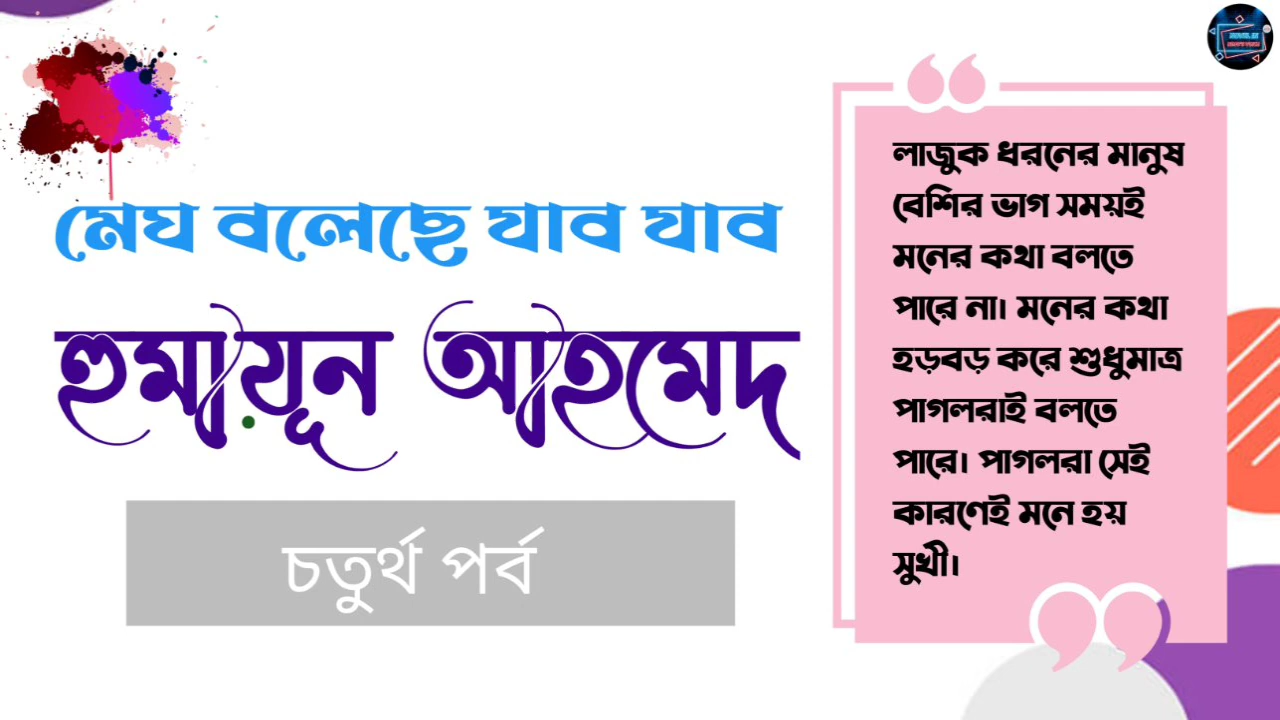 মেঘ বলেছে যাব যাব
হুমায়ূন আহমেদ
চতুর্থ পর্ব
লাজুক ধরনের মানুষ
বেশির ভাগ সময়ই
মনের কথা বলতে
পারে না। মনের কথা
হড়বড় করে শুধুমাত্র
পাগলরাই বলতে
পারে। পাগলরা সেই
কারণেই মনে হয়
সুখী।